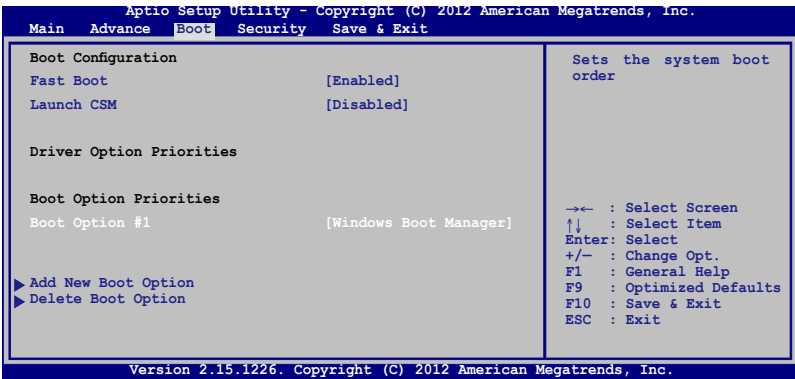 Aptio Setup Utility - Copyright (C) 2012 American Megatrends, Inc.
Main Advance Boot Security Save & Exit
Boot Configuration
Fast Boot [Enabled]
Launch CSM [Disabled]
Driver Option Priorities
Boot Option Priorities
Boot Option #1 [Windows Boot Manager]
Add New Boot Option
Delete Boot Option
Sets the system boot
order
→← : Select Screen
↑↓ : Select Item
Enter: Select
+/— : Change Opt.
F1 : General Help
F9 : Optimized Defaults
F10 : Save & Exit
ESC : Exit
Version 2.15.1226. Copyright (C) 2012 American Megatrends, Inc.